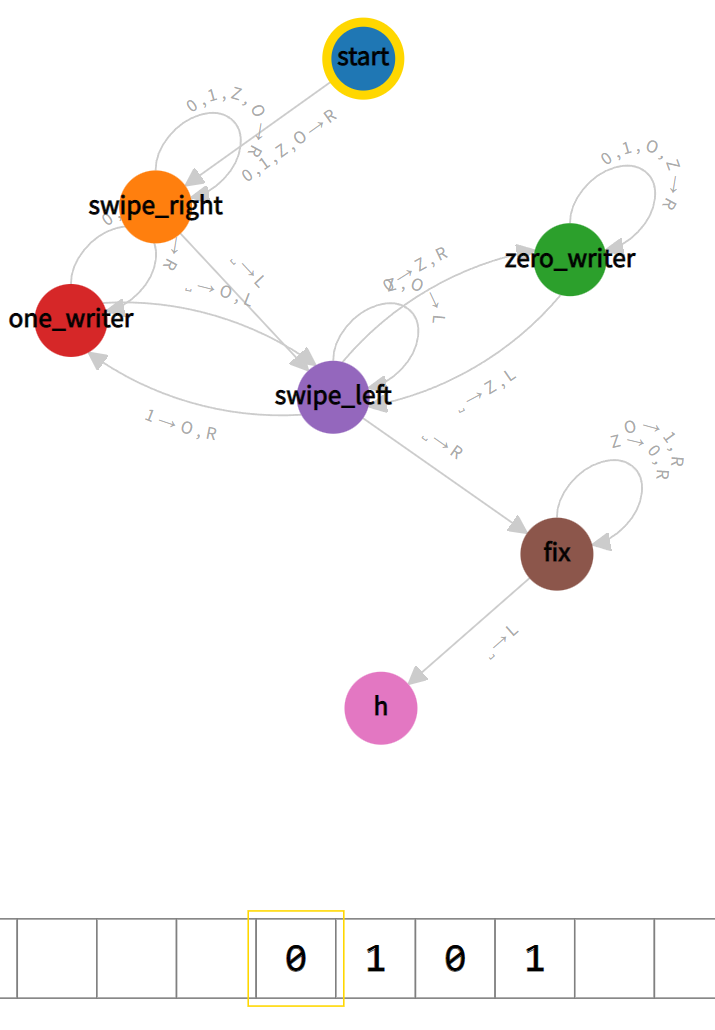 start
0,1,Z,O→R
0,1,Z,O→R
swipe_right
0,1,O,Z→R
zero_writer
0,
→R
␣→L
␣→O,L
one_writer
0→Z,R
Z,O→L
swipe_left
␣→Z,L
1→O,R
␣→R
O→1,R
Z→0,R
fix
␣→L
h
0 1 0 1